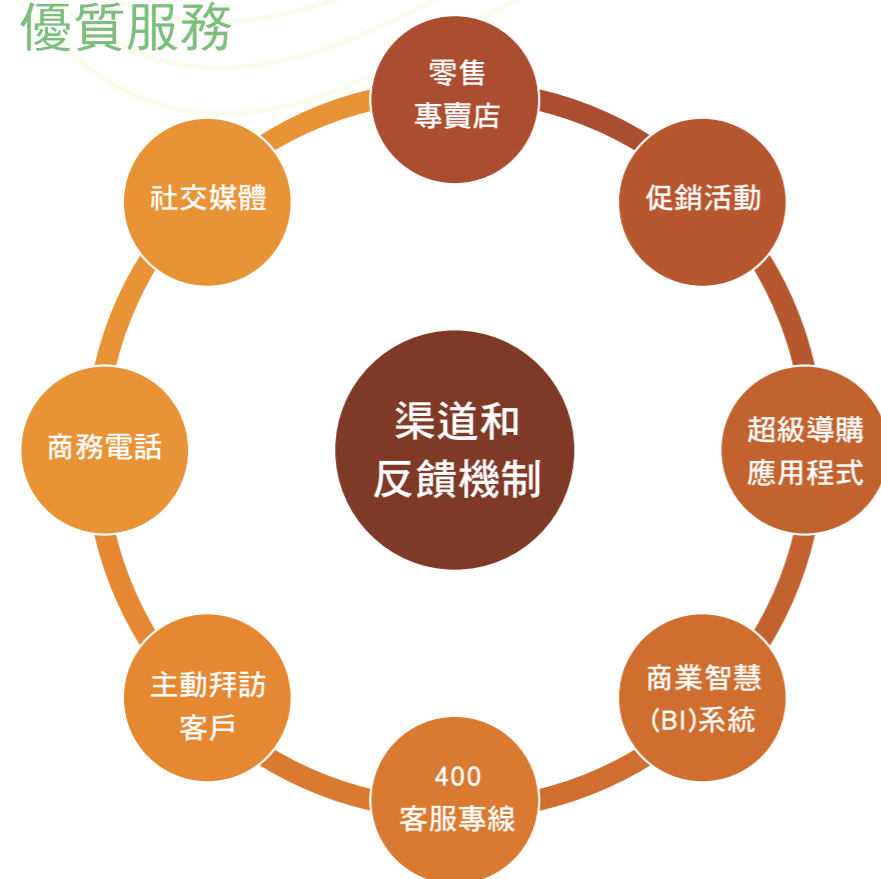 優質服務
零售
專賣店
促銷活動
超級導購
應用程式
商業智慧
(BI)系統
400
客服專線
主動拜訪
客戶
商務電話
社交媒體
渠道和
反饋機制